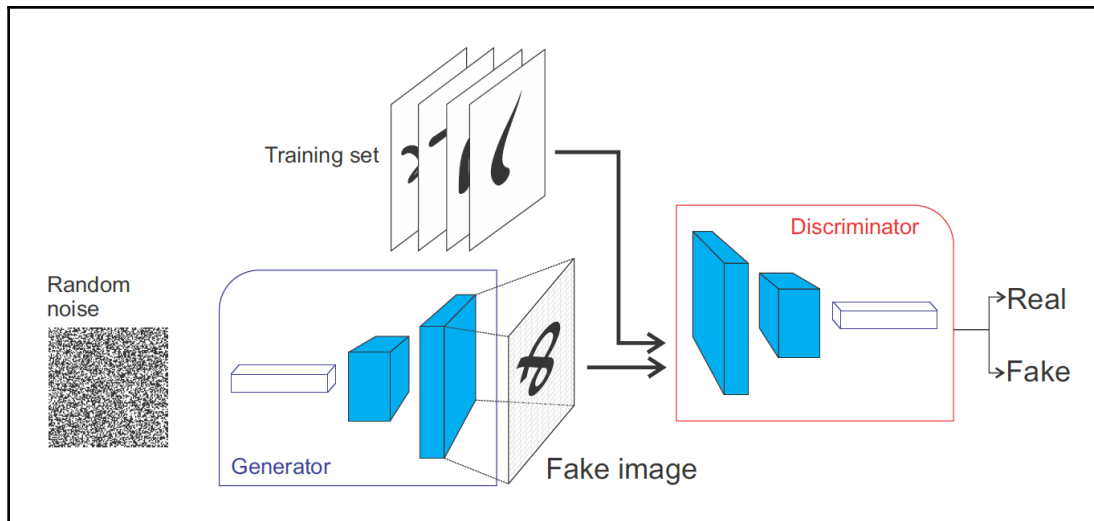 Training set
Discriminator
Random
noise
Real
Fake
Generator
Fake image